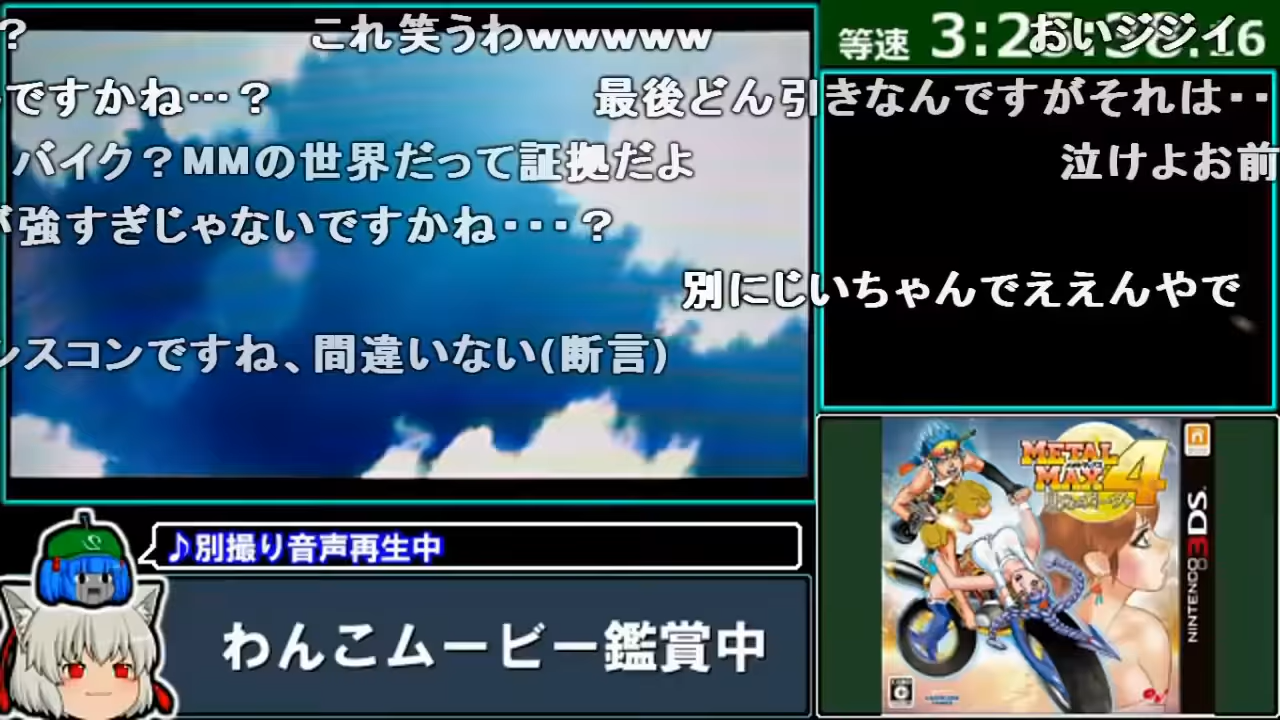 ?
これ笑うわwwwww
等速
おいジジイ
16
ですかね…？
最後どん引きなんですがそれは・・
バイク？MMの世界だって証拠だよ
泣けよお前
が強すぎじゃないですかね・・・？
別にじいちゃんでええんやで
レスコンですね、間違いない(断言)
METAL MAX 4
NINTENDO 3DS
♪別撮り音声再生中
わんこムービー鑑賞中
C